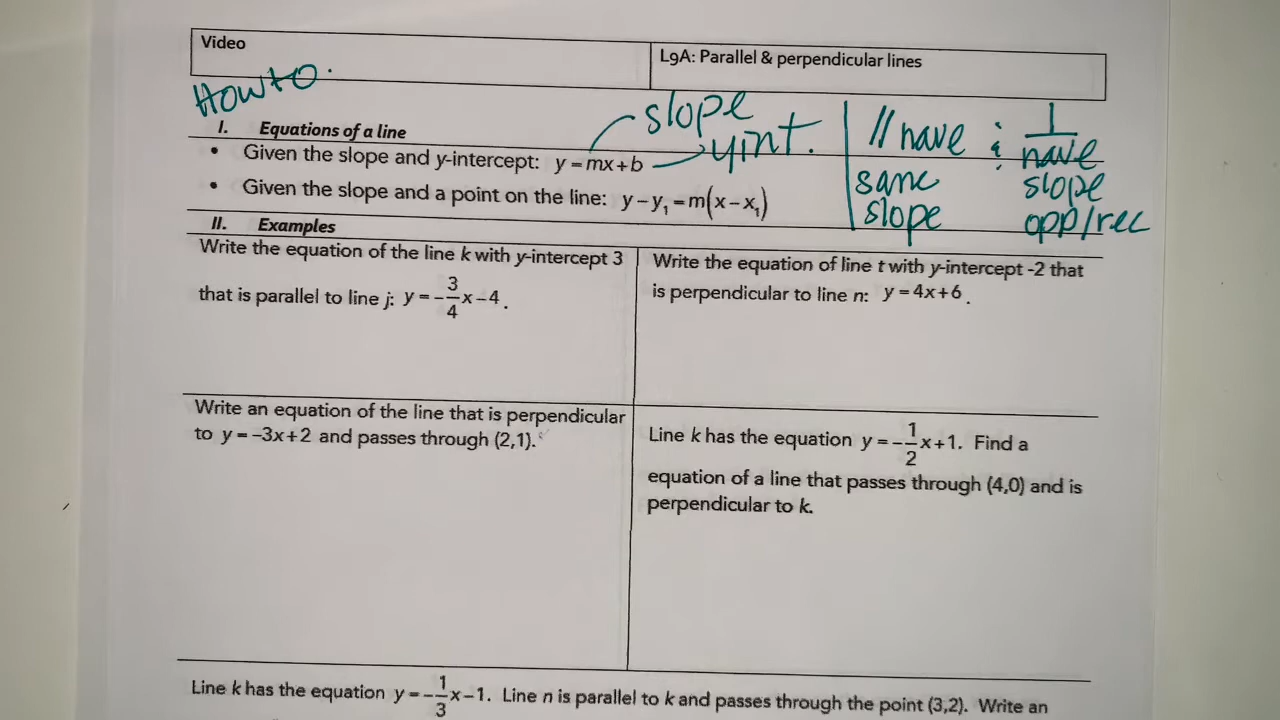 Video
L9A: Parallel & perpendicular lines
How to.
slope
yint.
// have & ⊥ have
same slope
slope opp/rec
I. Equations of a line
• Given the slope and y-intercept: y=mx+b
• Given the slope and a point on the line: y−y₁=m(x−x₁)
II. Examples
Write the equation of the line k with y-intercept 3
that is parallel to line j: y=−3/4x−4.
Write the equation of line t with y-intercept -2 that
is perpendicular to line n: y=4x+6.
Write an equation of the line that is perpendicular
to y=−3x+2 and passes through (2,1).
Line k has the equation y=−1/2x+1. Find a
equation of a line that passes through (4,0) and is
perpendicular to k.
Line k has the equation y=−1/3x−1. Line n is parallel to k and passes through the point (3,2). Write an